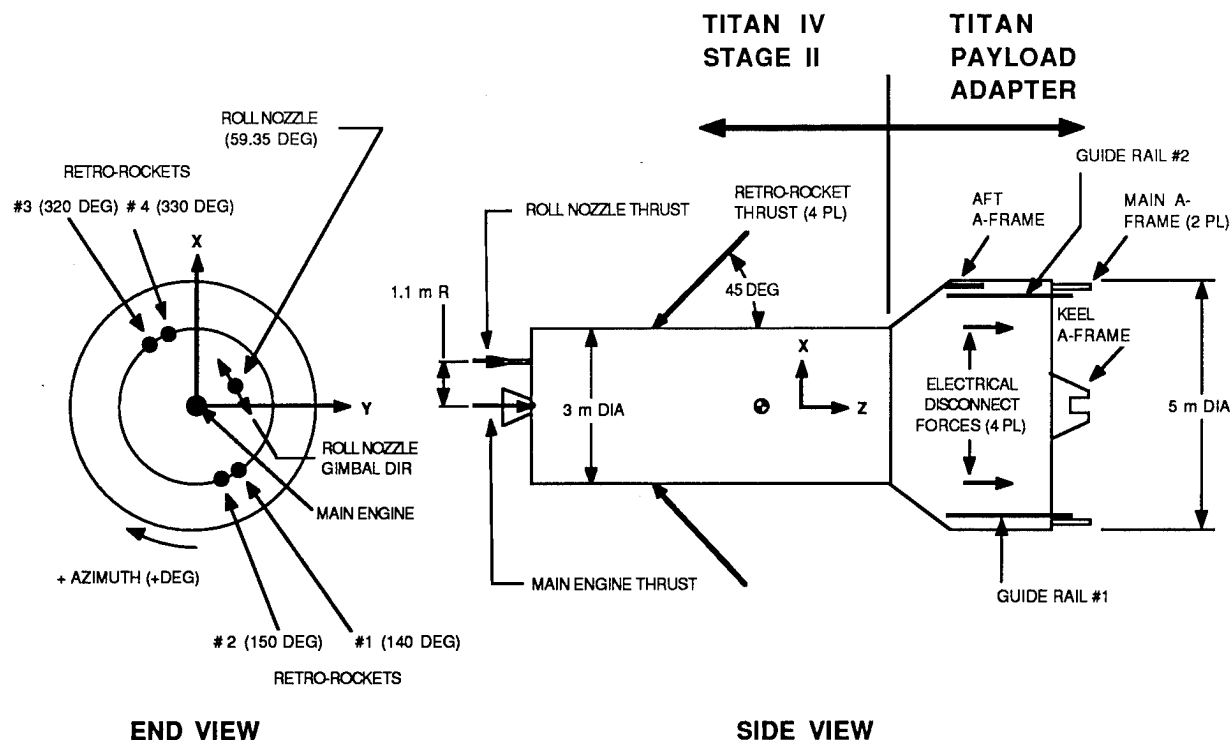 TITAN IV
STAGE II
TITAN
PAYLOAD
ADAPTER
ROLL NOZZLE
(59.35 DEG)
RETRO-ROCKETS
#3 (320 DEG) # 4 (330 DEG)
X
Y
ROLL NOZZLE
GIMBAL DIR
MAIN ENGINE
+ AZIMUTH (+DEG)
# 2 (150 DEG)
#1 (140 DEG)
RETRO-ROCKETS
END VIEW
GUIDE RAIL #2
ROLL NOZZLE THRUST
RETRO-ROCKET
THRUST (4 PL)
AFT
A-FRAME
MAIN A-
FRAME (2 PL)
1.1 m R
45 DEG
KEEL
A-FRAME
X
Z
3 m DIA
ELECTRICAL
DISCONNECT
FORCES (4 PL)
5 m DIA
MAIN ENGINE THRUST
GUIDE RAIL #1
SIDE VIEW